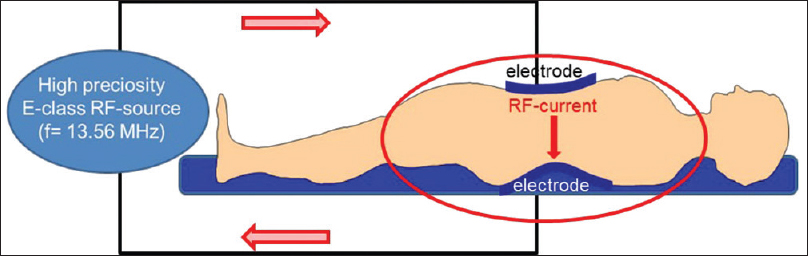 High preciosity
E-class RF-source
(f= 13.56 MHz)
electrode
RF-current
electrode